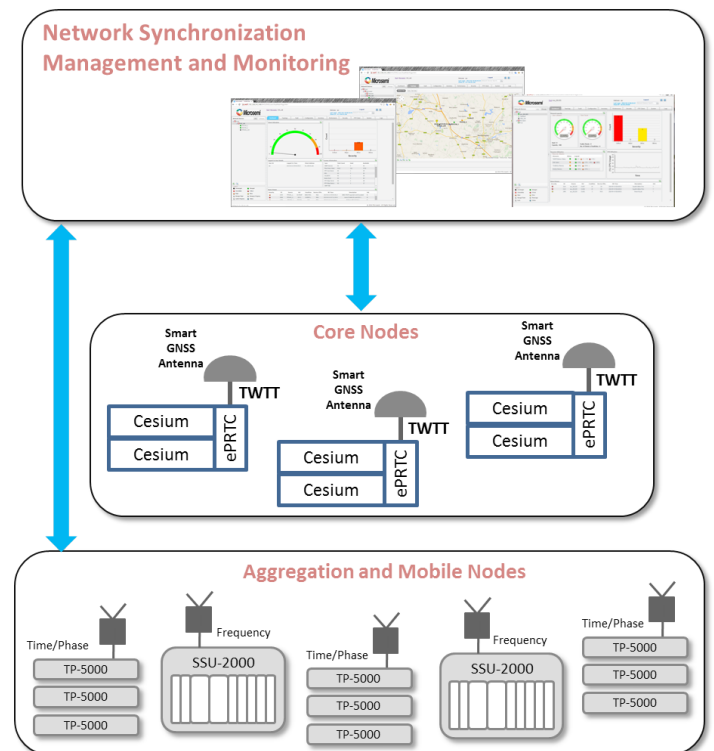 Network Synchronization
Management and Monitoring
Microsemi
Microsemi
Microsemi
Core Nodes
Smart
GNSS
Antenna
TWTT
Cesium
Cesium
ePRTC
Smart
GNSS
Antenna
TWTT
Cesium
Cesium
ePRTC
Smart
GNSS
Antenna
TWTT
Cesium
Cesium
ePRTC
Aggregation and Mobile Nodes
Time/Phase
TP-5000
TP-5000
TP-5000
Frequency
SSU-2000
Time/Phase
TP-5000
TP-5000
TP-5000
Frequency
SSU-2000
Time/Phase
TP-5000
TP-5000
TP-5000